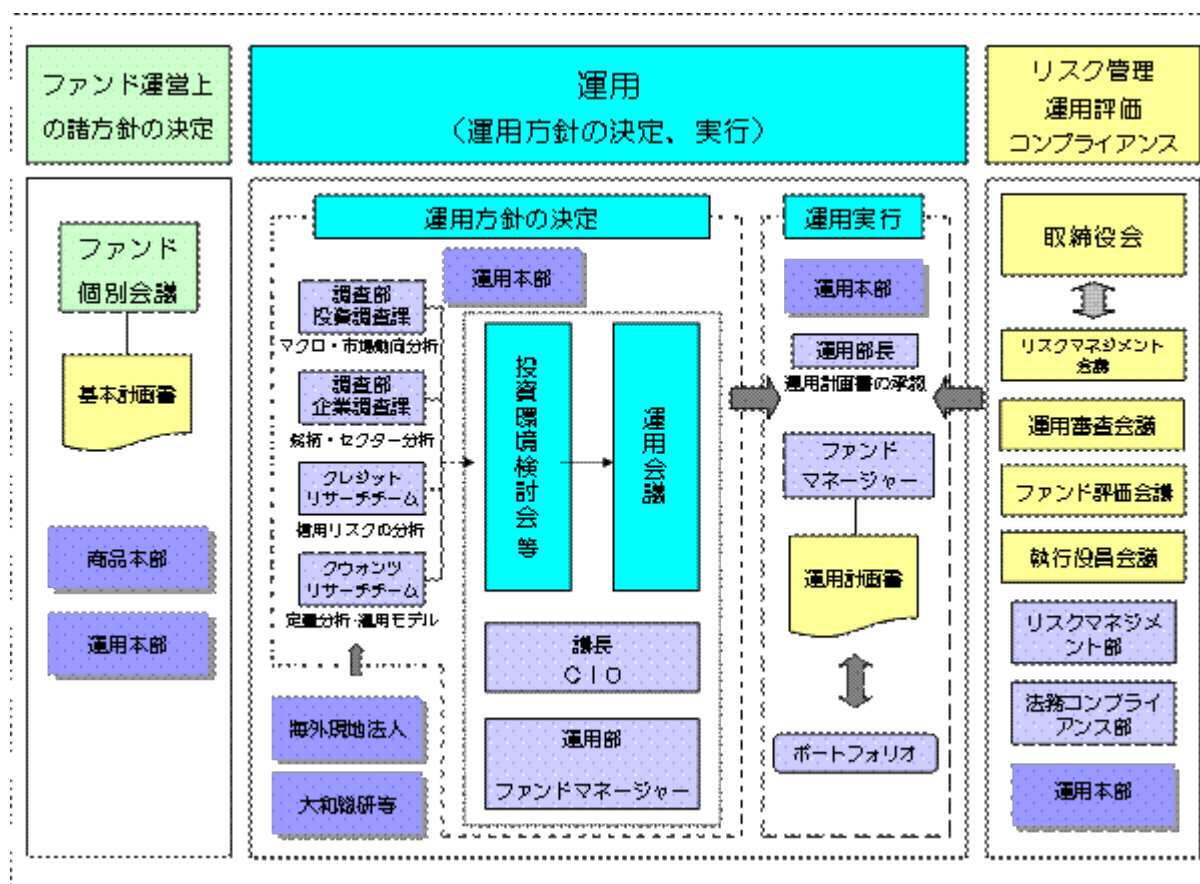 ファンド運営上
の諸方針の決定
運用
(運用方針の決定、実行)
リスク管理
運用評価
コンプライアンス
ファンド
個別会議
基本計画書
商品本部
運用本部
運用方針の決定
運用本部
調査部
投資調査課
マクロ・市場動向分析
調査部
企業調査課
銘柄・セクター分析
クレジット
リサーチチーム
信用リスクの分析
クウォンツ
リサーチチーム
定量分析・運用モデル
海外現地法人
大和総研等
投資環境検討会等
運用会議
議長
CIO
運用部
ファンドマネージャー
運用実行
運用本部
運用部長
運用計画書の承認
ファンド
マネージャー
運用計画書
ポートフォリオ
取締役会
リスクマネジメント
会議
運用審査会議
ファンド評価会議
執行役員会議
リスクマネジメ
ント部
法務コンプライ
アンス部
運用本部